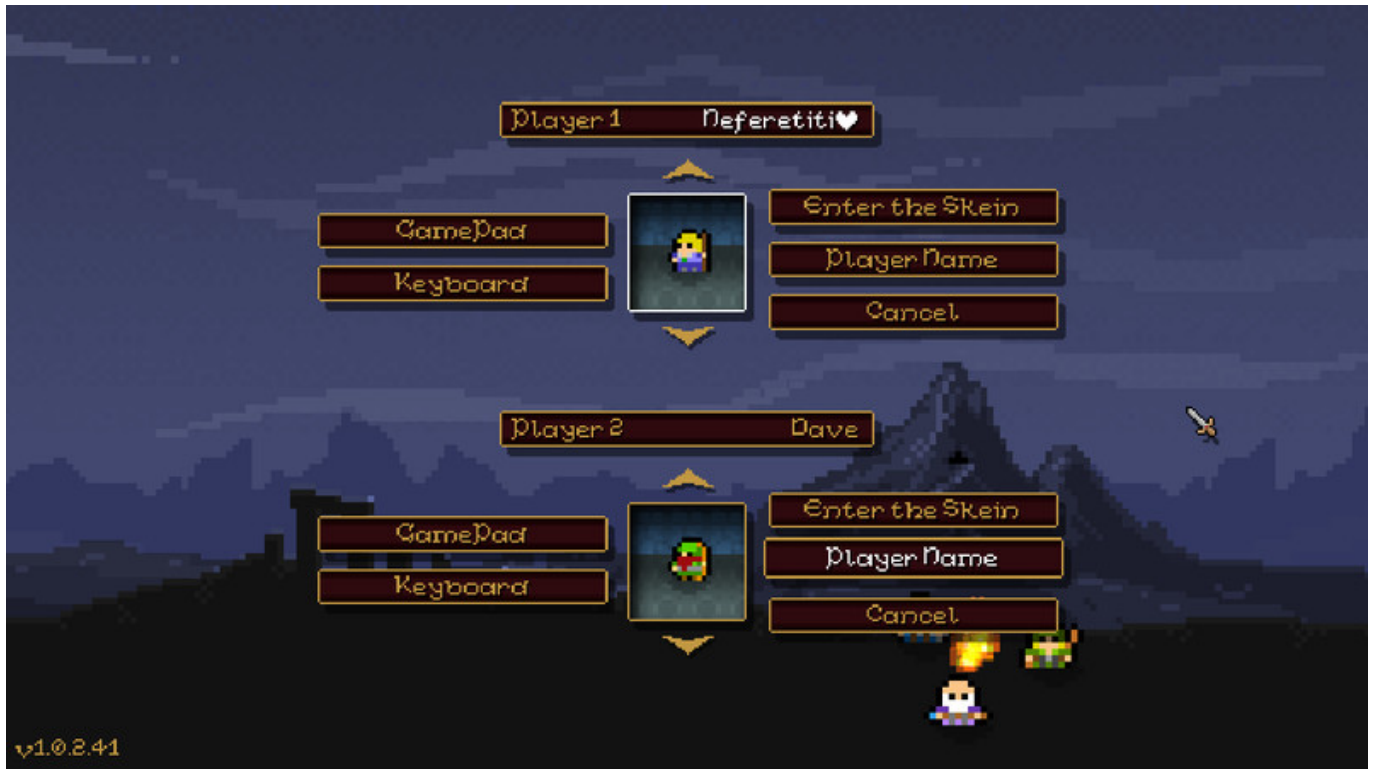 Player 1 Neferetiti♥
Enter the Skein
GamePad
Player Name
Keyboard
Cancel
Player 2 Dave
Enter the Skein
GamePad
Player Name
Keyboard
Cancel
v1.0.2.41